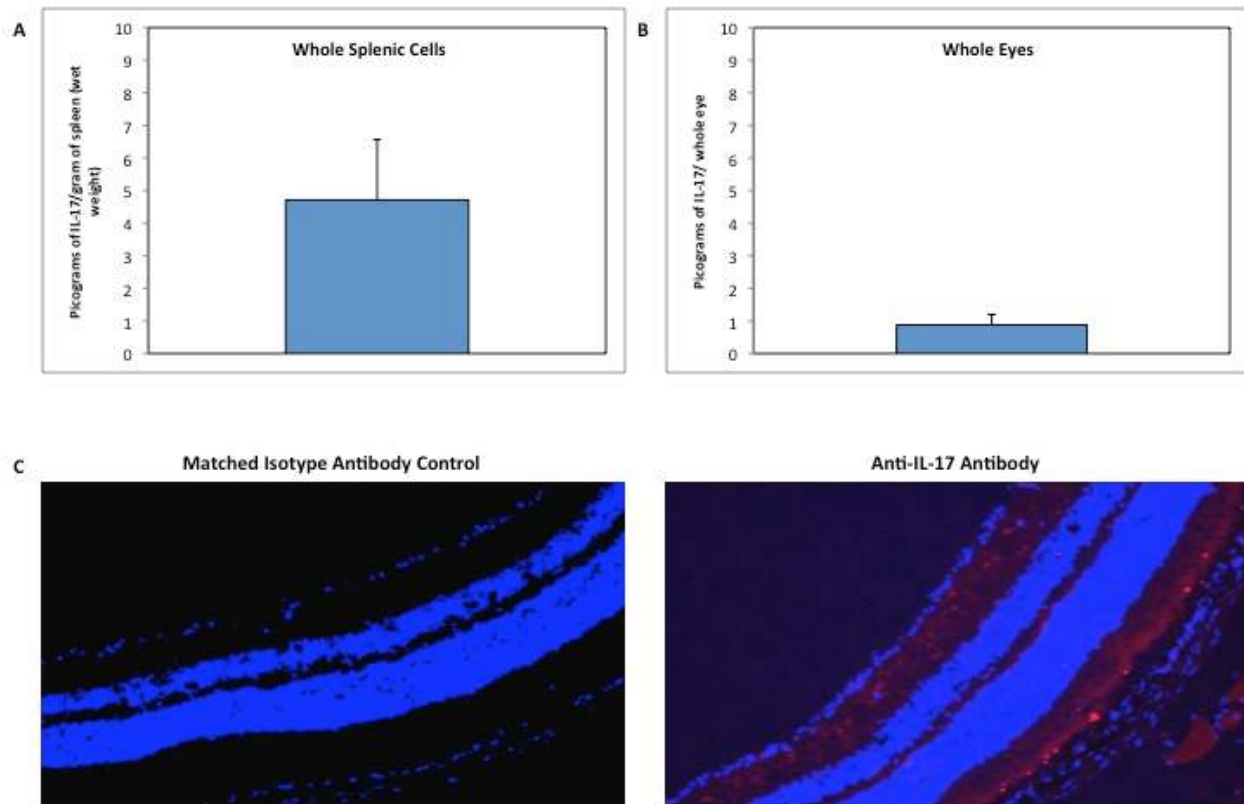 A
Whole Splenic Cells
Picograms of IL-17/gram of spleen (wet
weight)
10
9
8
7
6
5
4
3
2
1
0
B
Whole Eyes
Picograms of IL-17/ whole eye
10
9
8
7
6
5
4
3
2
1
0
C
Matched Isotype Antibody Control
Anti-IL-17 Antibody